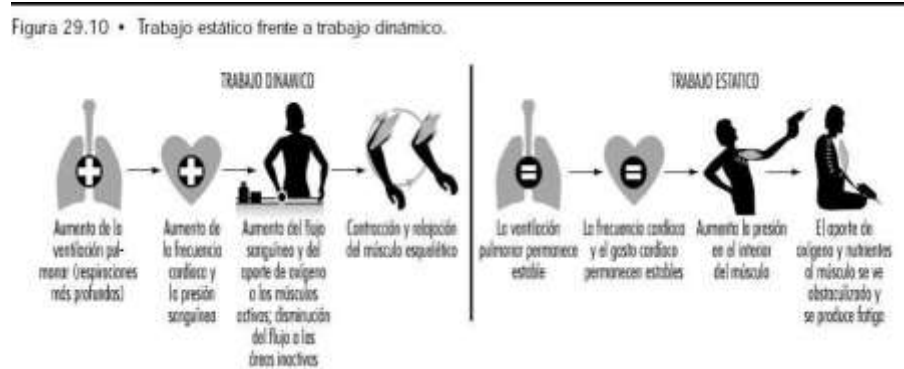 Figura 29.10 • Trabajo estático frente a trabajo dinámico.
TRABAJO DINAMICO
Aumento de la
ventilación pul-
monar (respiraciones
más profundas)
Aumento de
la frecuencia
cardíaca y
la presión
sanguínea
Aumento del flujo
sanguíneo y del
aporte de oxígeno
a los músculos
activos; disminución
del flujo a las
áreas inactivas
Contracción y relajación
del músculo esquelético
TRABAJO ESTATICO
La ventilación
pulmonar permanece
estable
La frecuencia cardíaca
y el gasto cardíaco
permanecen estables
Aumenta la presión
en el interior
del músculo
El aporte de
oxígeno y nutrientes
al músculo se ve
obstaculizado y
se produce fatiga